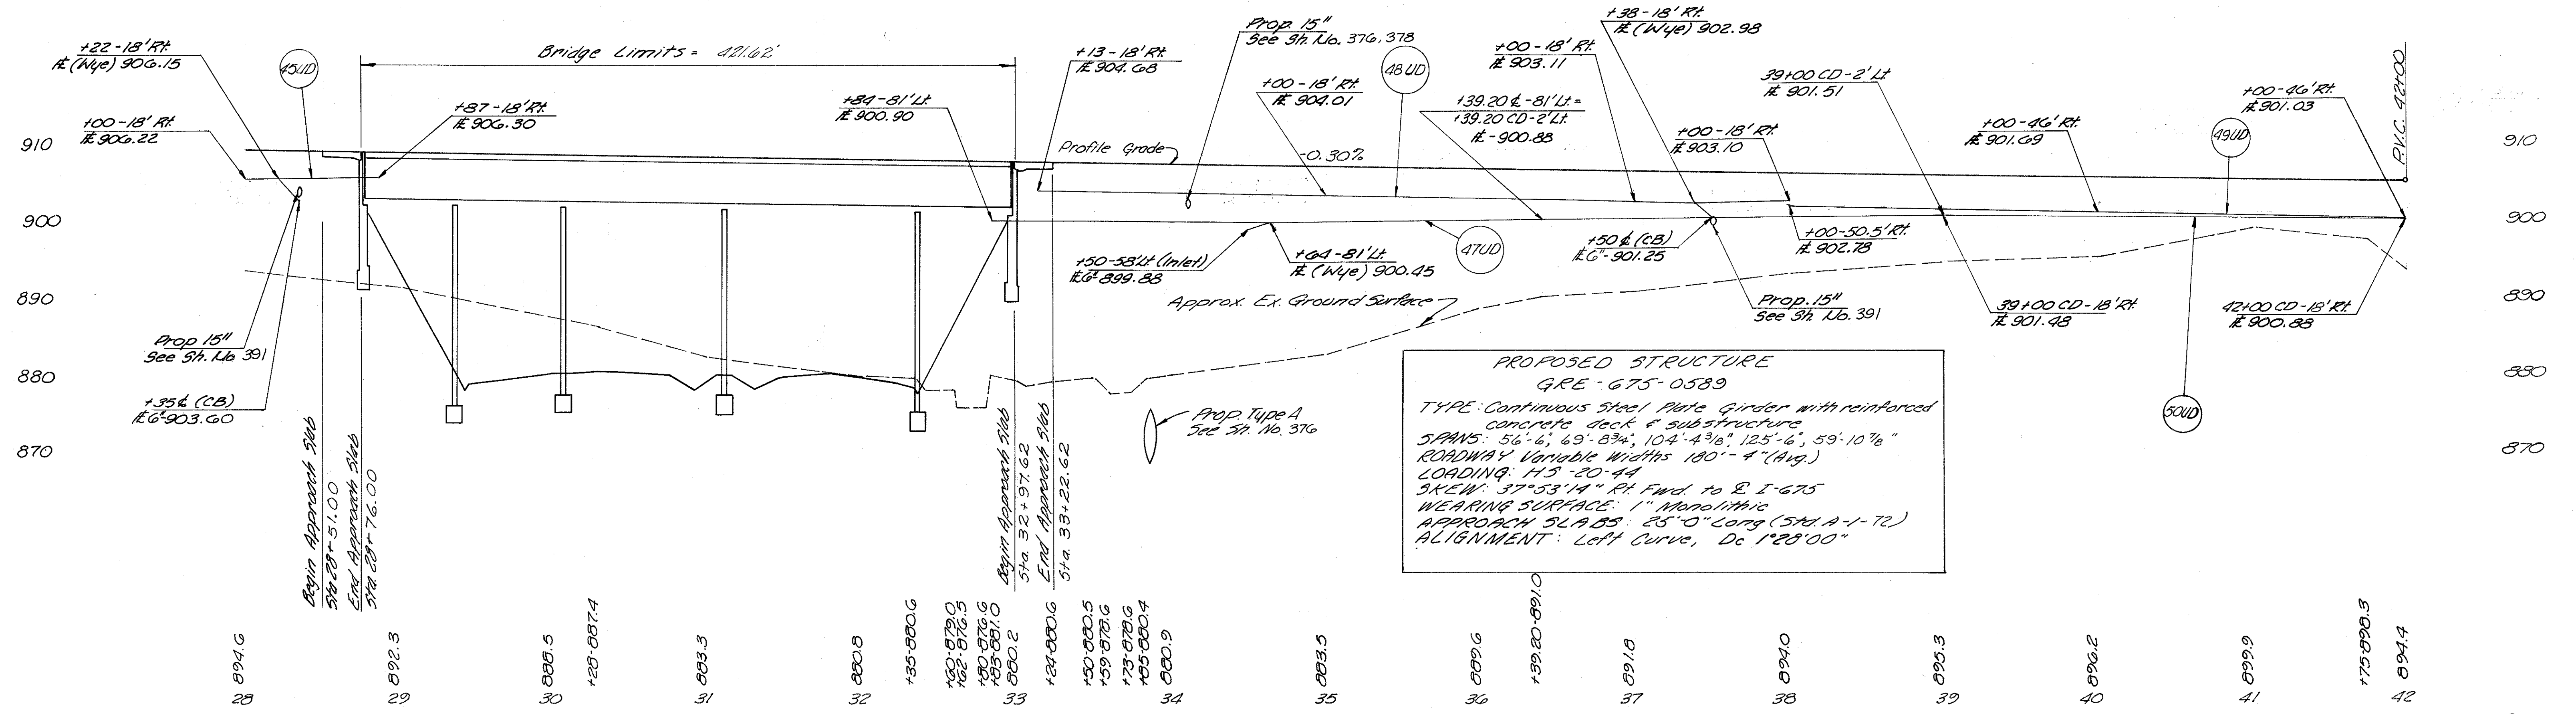 +22-18' Rt.
℄ (Wye) 906.15
45UD
Bridge Limits = 421.62'
+00-18' Rt.
906.22
+87-18' Rt.
906.30
+84-81' Lt.
900.90
+13-18' Rt.
904.68
Prop. 15"
See Sh. No. 376, 378
+00-18' Rt.
904.01
48UD
+39.20 ℄-81' Lt. =
+39.20 CD-2' Lt.
-900.88
+00-18' Rt.
903.11
+38-18' Rt.
(Wye) 902.98
39+00 CD-2' Lt
901.51
+00-18' Rt.
903.10
+00-46' Rt.
901.69
49UD
+00-46' Rt.
901.03
P.V.C. 42+00
Profile Grade
-0.30%
910
900
890
880
870
910
900
890
880
870
Prop 15"
See Sh. No 391
+35 ℄ (CB)
6"-903.60
+50-58' Lt (Inlet)
6"-899.88
+64-81' Lt.
(Wye) 900.45
47UD
+50 ℄ (CB)
6"-901.25
+00-50.5' Rt.
902.78
Approx. Ex. Ground Surface
Prop. 15"
See Sh. No. 391
39+00 CD-18' Rt.
901.48
42+00 CD-18' Rt.
900.88
50UD
Prop. Type A
See Sh. No. 376
Begin Approach Slab
Sta 28+51.00
End Approach Slab
Sta 28+76.00
Begin Approach Slab
Sta. 32+97.62
End Approach Slab
Sta. 33+22.62
PROPOSED STRUCTURE
GRE-675-0589
TYPE: Continuous Steel Plate Girder with reinforced
concrete deck & substructure
SPANS: 56'-6", 69'-8 3/4", 104'-4 3/8", 125'-6", 59'-10 7/8"
ROADWAY Variable Widths 180'-4" (Avg.)
LOADING: HS-20-44
SKEW: 37°53'14" Rt. Fwd. to ℄ I-675
WEARING SURFACE: 1" Monolithic
APPROACH SLABS: 25'-0" Long (Std. A-1-72)
ALIGNMENT: Left Curve, Dc 1°28'00"
894.6
892.3
888.5
+28-887.4
883.3
880.8
+35-880.6
+60-879.0
+62-876.5
+80-876.6
+83-881.0
880.2
+24-880.6
+50-880.5
+59-878.6
+73-878.6
+85-880.4
880.9
883.5
889.6
+39.20-891.0
891.8
894.0
895.3
896.2
899.9
+75-898.3
894.4
28 29 30 31 32 33 34 35 36 37 38 39 40 41 42